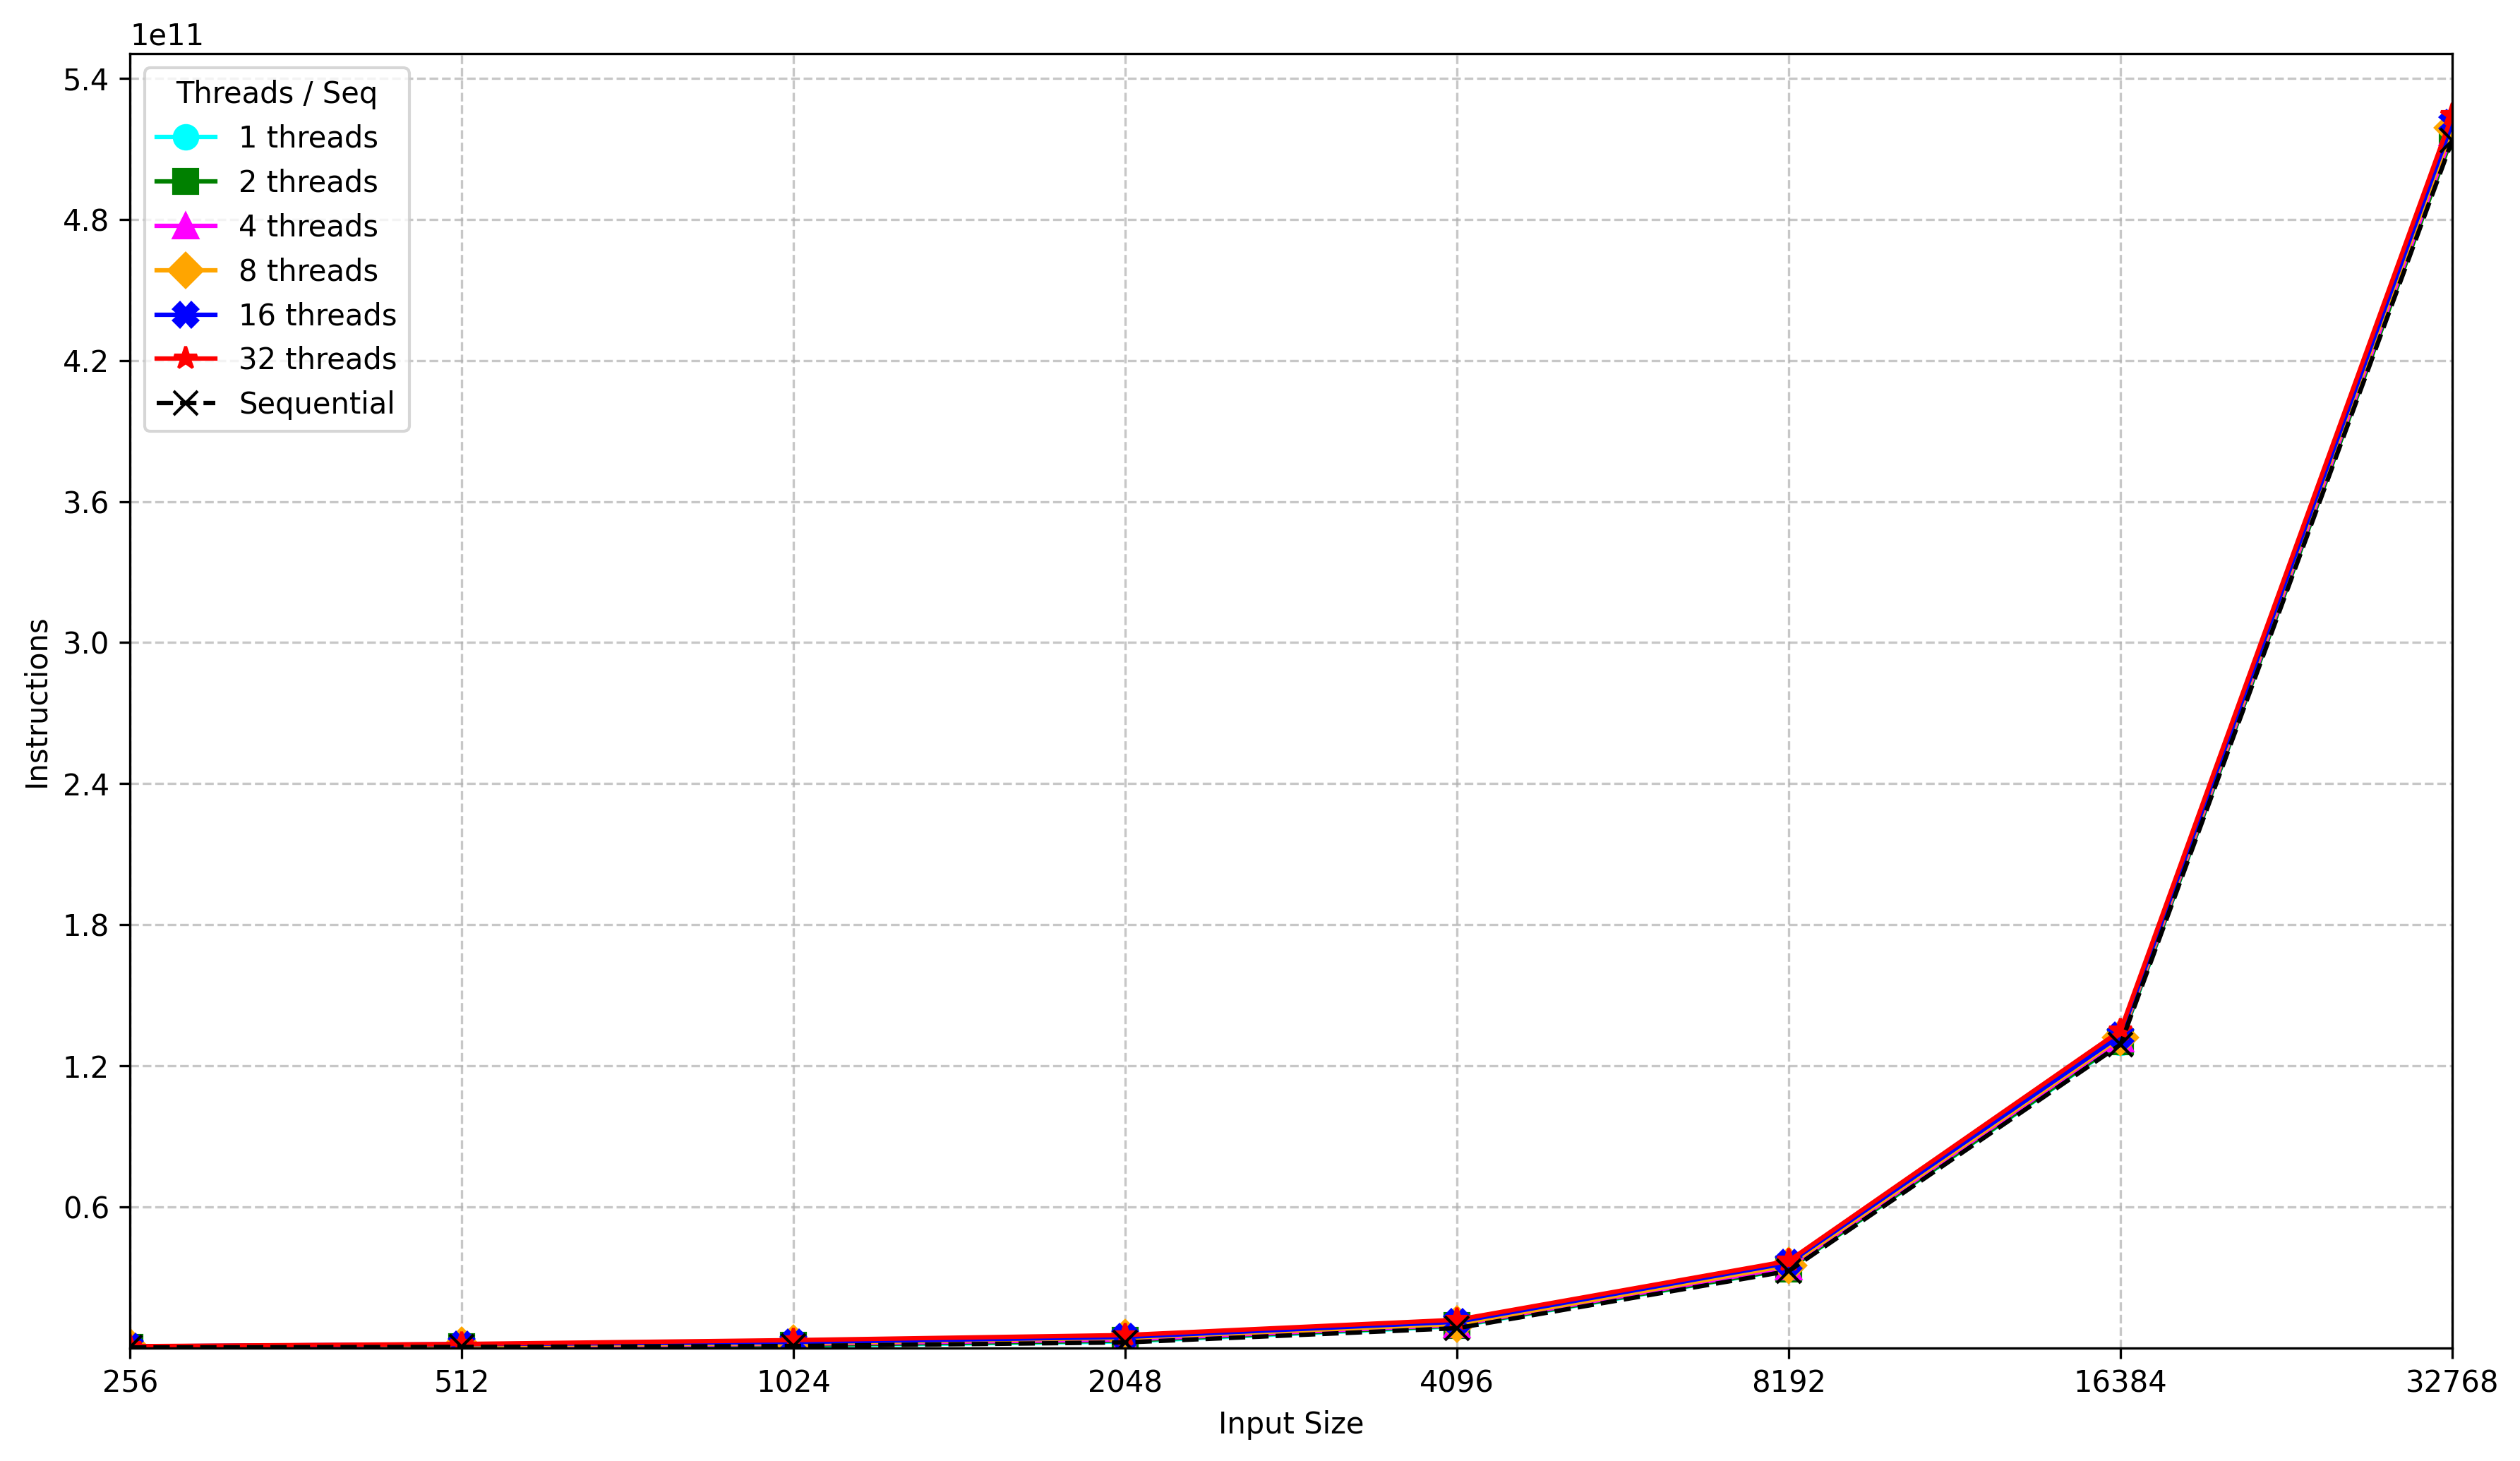 1e11
5.4
4.8
4.2
3.6
3.0
2.4
1.8
1.2
0.6
Instructions
Threads / Seq
1 threads
2 threads
4 threads
8 threads
16 threads
32 threads
Sequential
256 512 1024 2048 4096 8192 16384 32768
Input Size